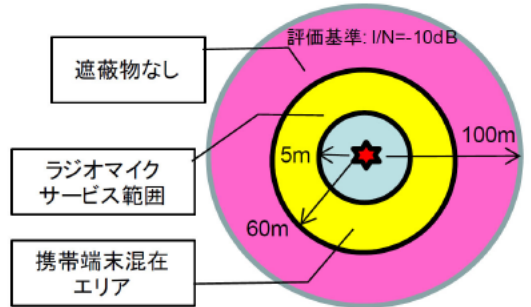 評価基準: I/N=-10dB
遮蔽物なし
100m
5m
ラジオマイク
サービス範囲
60m
携帯端末混在
エリア